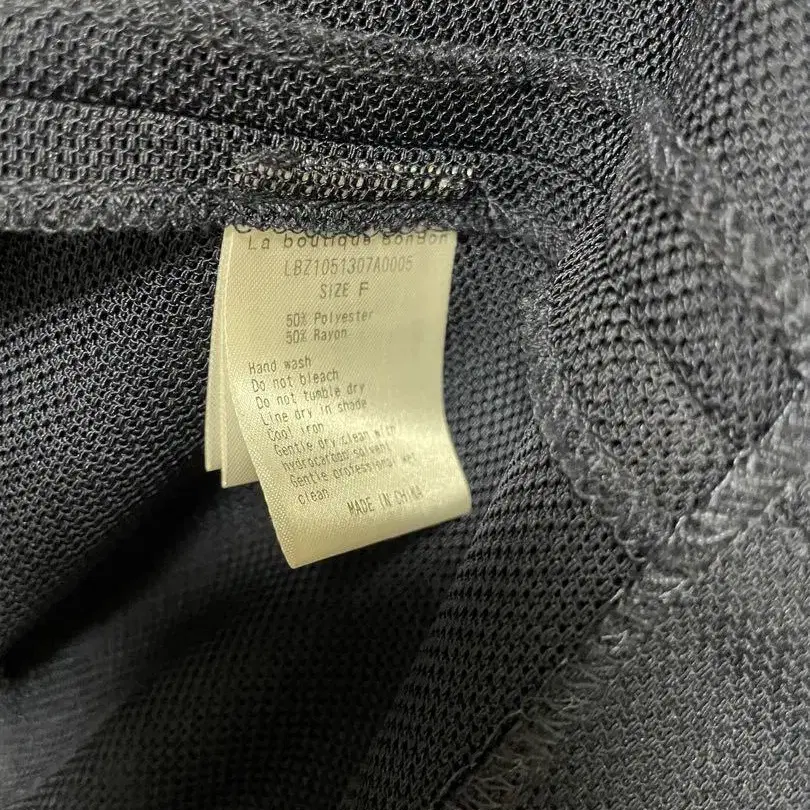 La boutique BonBon
LBZ1051307A0005
SIZE F
50% Polyester
50% Rayon
Hand wash
Do not bleach
Do not tumble dry
Line dry in shade
Cool iron
Gentle dry clean with
hydrocarbon solvent
Gentle professional wet
clean
MADE IN CHINA